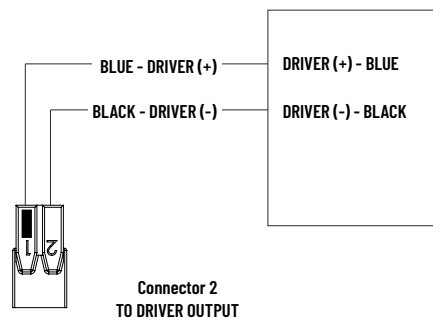 BLUE - DRIVER (+) DRIVER (+) - BLUE
BLACK - DRIVER (-) DRIVER (-) - BLACK
1 2
Connector 2
TO DRIVER OUTPUT